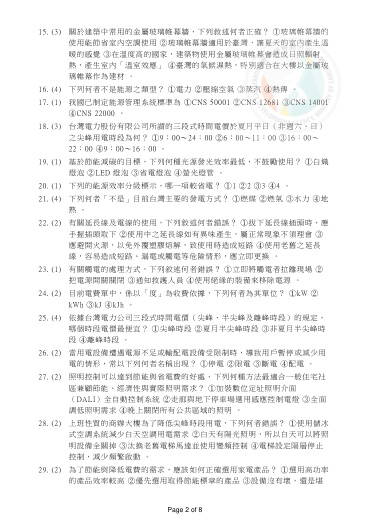 15. (3) 關於建築中常用的金屬玻璃帷幕牆,下列敘述何者正確? ①玻璃帷幕牆的
使用能節省室內空調使用 ②玻璃帷幕牆適用於臺灣,讓夏天的室內產生溫
暖的感覺 ③在溫度高的國家,建築物使用金屬玻璃帷幕會造成日照輻射
熱,產生室內「溫室效應」 ④臺灣的氣候濕熱,特別適合在大樓以金屬玻
璃帷幕作為建材 。
16. (4) 下列何者不是能源之類型? ①電力 ②壓縮空氣 ③蒸汽 ④熱傳 。
17. (1) 我國已制定能源管理系統標準為 ①CNS 50001 ②CNS 12681 ③CNS 14001
④CNS 22000 。
18. (3) 台灣電力股份有限公司所謂的三段式時間電價於夏月平日(非週六、日)
之尖峰用電時段為何? ①9:00~24:00 ②6:00~11:00 ③16:00~
22:00 ④9:00~16:00 。
19. (1) 基於節能減碳的目標,下列何種光源發光效率最低,不鼓勵使用? ①白熾
燈泡 ②LED 燈泡 ③省電燈泡 ④螢光燈管 。
20. (1) 下列的能源效率分級標示,哪一項較省電? ①1 ②2 ③3 ④4 。
21. (4) 下列何者「不是」目前台灣主要的發電方式? ①燃煤 ②燃氣 ③水力 ④地
熱 。
22. (2) 有關延長線及電線的使用,下列敘述何者錯誤? ①拔下延長線插頭時,應
手握插頭取下 ②使用中之延長線如有異味產生,屬正常現象不須理會 ③
應避開火源,以免外覆塑膠熔解,致使用時造成短路 ④使用老舊之延長
線,容易造成短路、漏電或觸電等危險情形,應立即更換 。
23. (1) 有關觸電的處理方式,下列敘述何者錯誤? ①立即將觸電者拉離現場 ②
把電源開關關閉 ③通知救護人員 ④使用絕緣的裝備來移除電源 。
24. (2) 目前電費單中,係以「度」為收費依據,下列何者為其單位? ①kW ②
kWh ③kJ ④kJh 。
25. (4) 依據台灣電力公司三段式時間電價(尖峰、半尖峰及離峰時段)的規定,
哪個時段電價最便宜? ①尖峰時段 ②夏月半尖峰時段 ③非夏月半尖峰時
段 ④離峰時段 。
26. (2) 當用電設備遭遇電源不足或輸配電設備受限制時,導致用戶暫停或減少用
電的情形,常以下列何者名稱出現? ①停電 ②限電 ③斷電 ④配電 。
27. (2) 照明控制可以達到節能與省電費的好處,下列何種方法最適合一般住宅社
區兼顧節能、經濟性與實際照明需求? ①加裝數位定址照明介面
(DALI)全自動控制系統 ②走廊與地下停車場選用感應控制電燈 ③全面
調低照明需求 ④晚上關閉所有公共區域的照明 。
28. (2) 上班性質的商辦大樓為了降低尖峰時段用電,下列何者錯誤? ①使用儲冰
式空調系統減少白天空調用電需求 ②白天有陽光照明,所以白天可以將照
明設備全關掉 ③汰換老舊電梯馬達並使用變頻控制 ④電梯設定隔層停止
控制,減少頻繁啟動 。
29. (2) 為了節能與降低電費的需求,應該如何正確選用家電產品? ①選用高功率
的產品效率較高 ②優先選用取得節能標章的產品 ③設備沒有壞,還是堪
Page 2 of 8